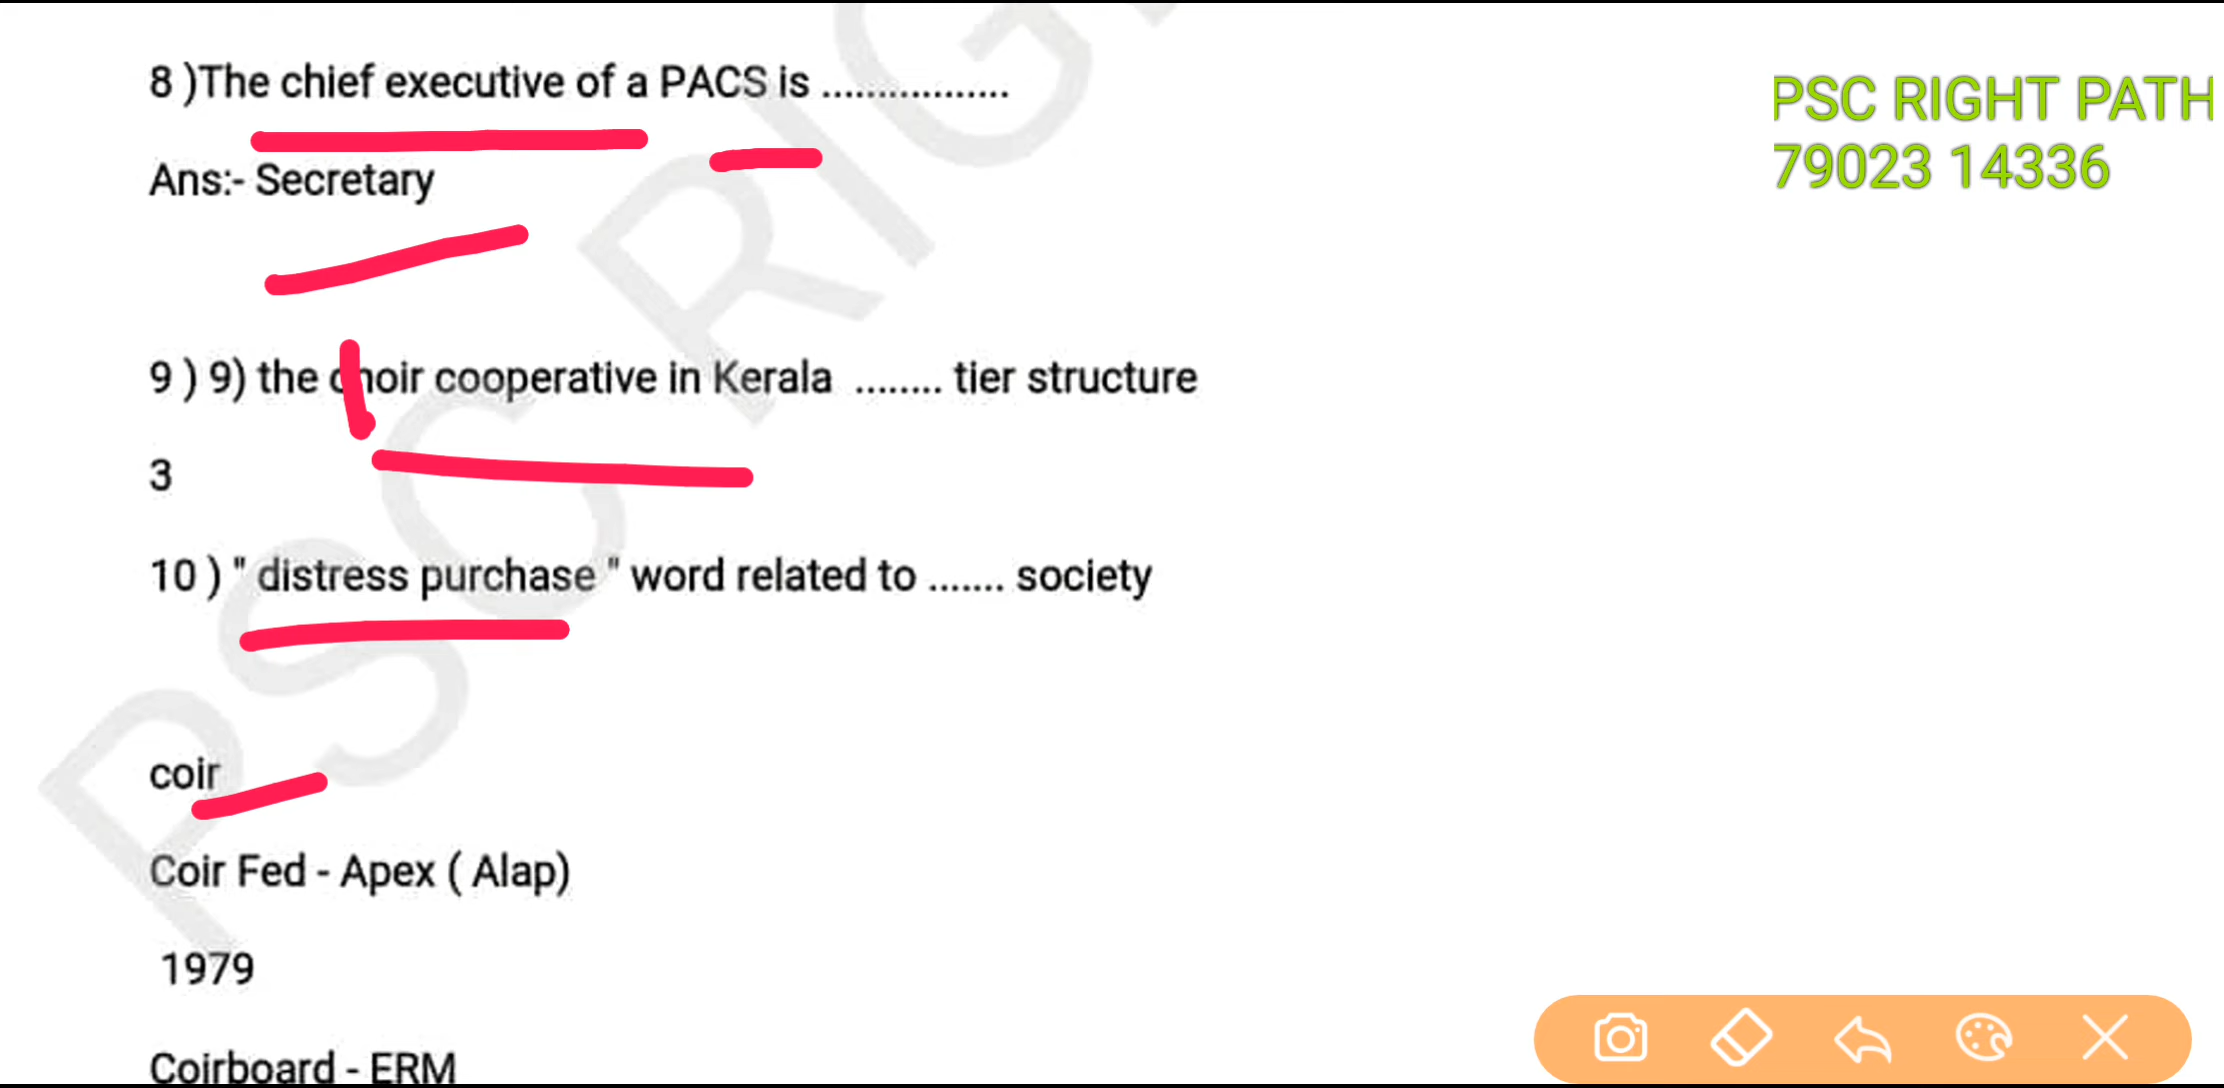 8 )The chief executive of a PACS is .................
Ans:- Secretary
9 ) 9) the choir cooperative in Kerala ........ tier structure
3
10 ) " distress purchase " word related to ....... society
coir
Coir Fed - Apex ( Alap)
1979
Coirboard - ERM
PSC RIGHT PATH
79023 14336
PSC RIG